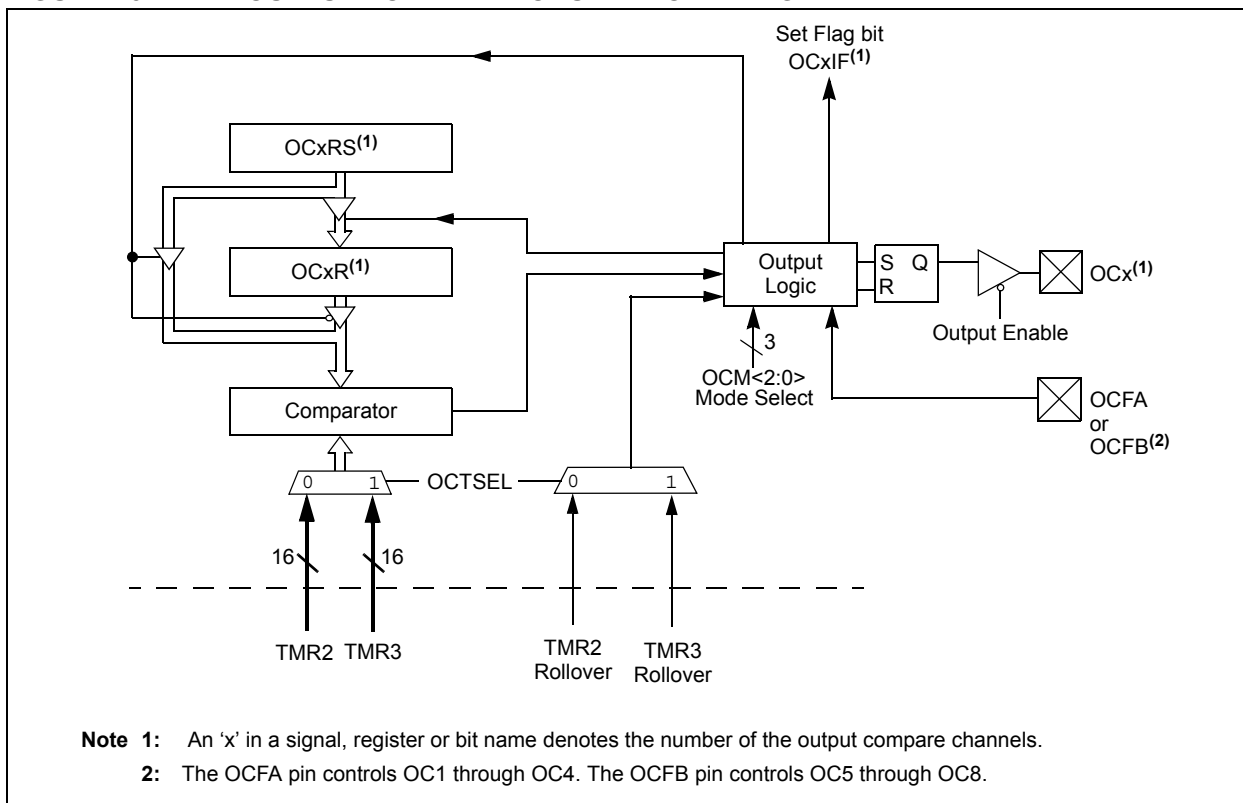 Set Flag bit
OCxIF(1)
OCxRS(1)
OCxR(1)
Output
Logic
S Q
R
OCx(1)
Output Enable
3
OCM<2:0>
Mode Select
Comparator
OCFA
or
OCFB(2)
0 1
OCTSEL
0 1
16
16
TMR2
TMR3
TMR2
Rollover
TMR3
Rollover
Note 1: An ‘x’ in a signal, register or bit name denotes the number of the output compare channels.
2: The OCFA pin controls OC1 through OC4. The OCFB pin controls OC5 through OC8.